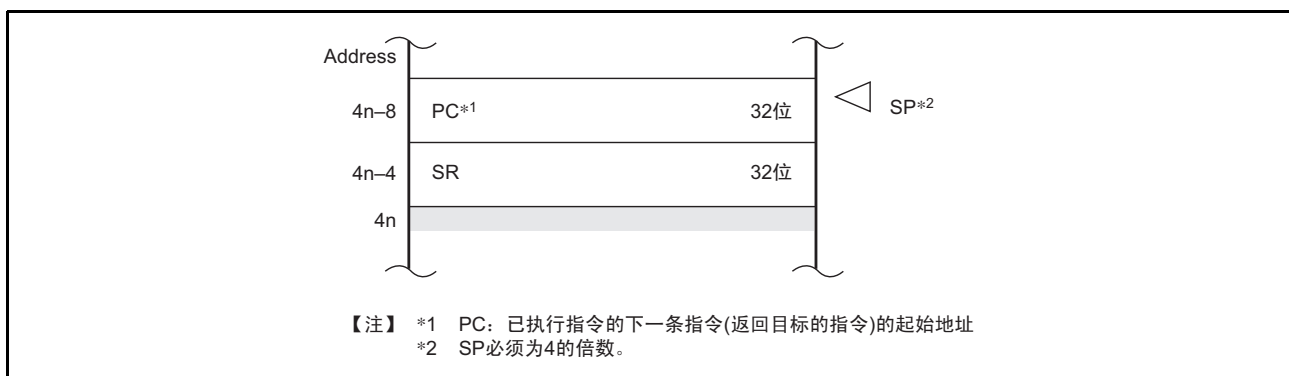 Address
4n–8 PC*1 32位 SP*2
4n–4 SR 32位
4n
【注】 *1 PC：已执行指令的下一条指令(返回目标的指令)的起始地址
*2 SP必须为4的倍数。